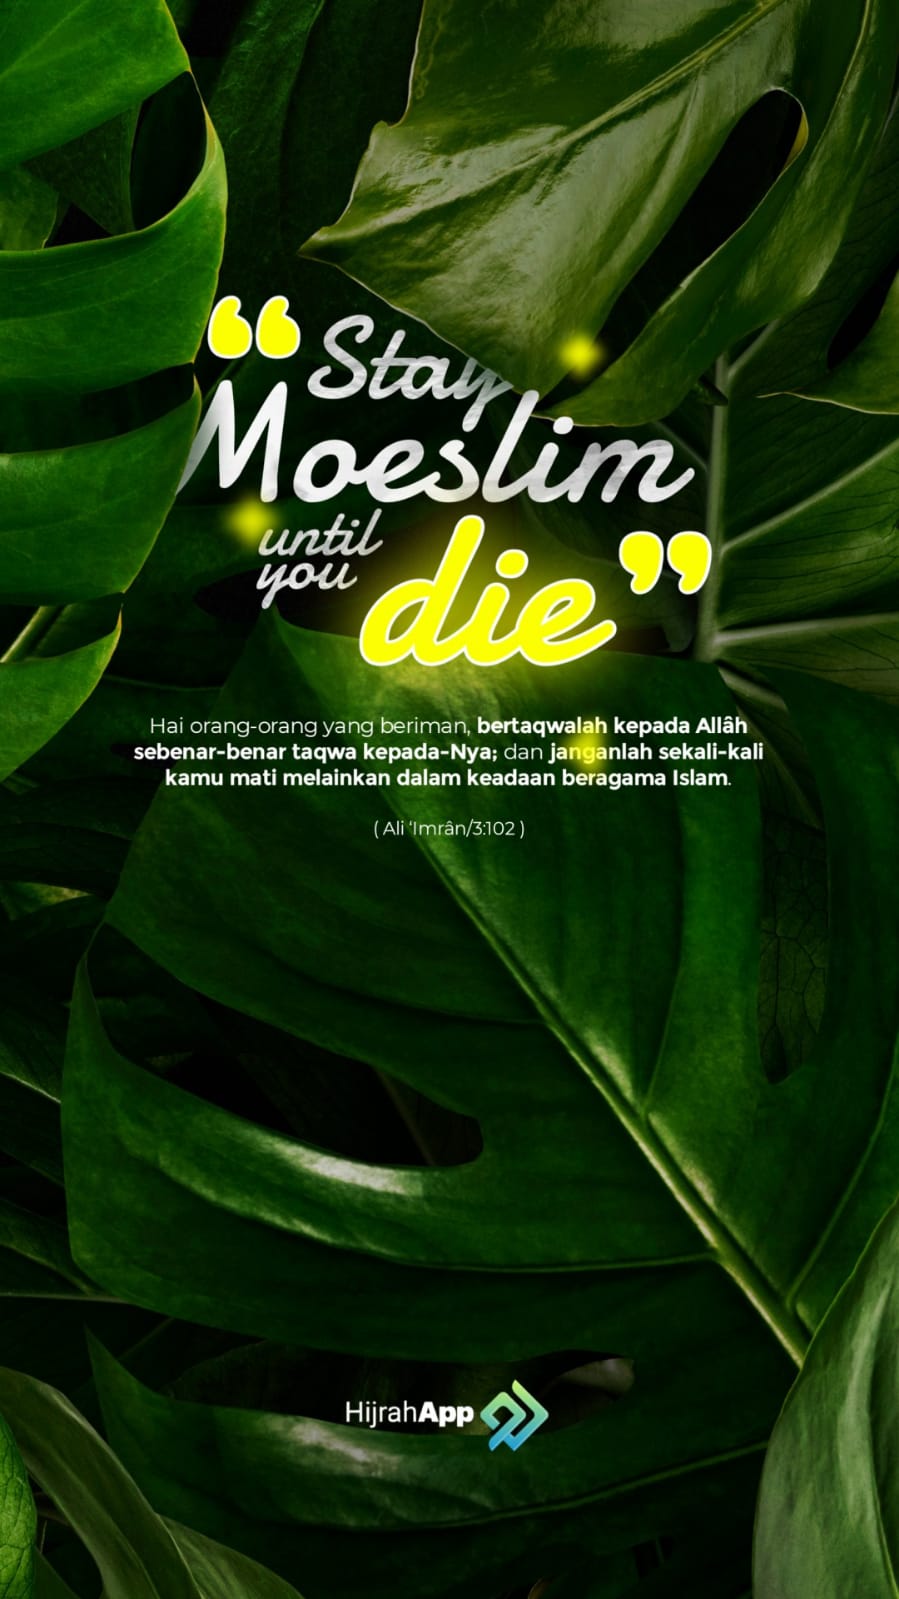 “Stay
Moeslim
until
you die”
Hai orang-orang yang beriman, bertaqwalah kepada Allâh
sebenar-benar taqwa kepada-Nya; dan janganlah sekali-kali
kamu mati melainkan dalam keadaan beragama Islam.
( Ali ‘Imrân/3:102 )
HijrahApp